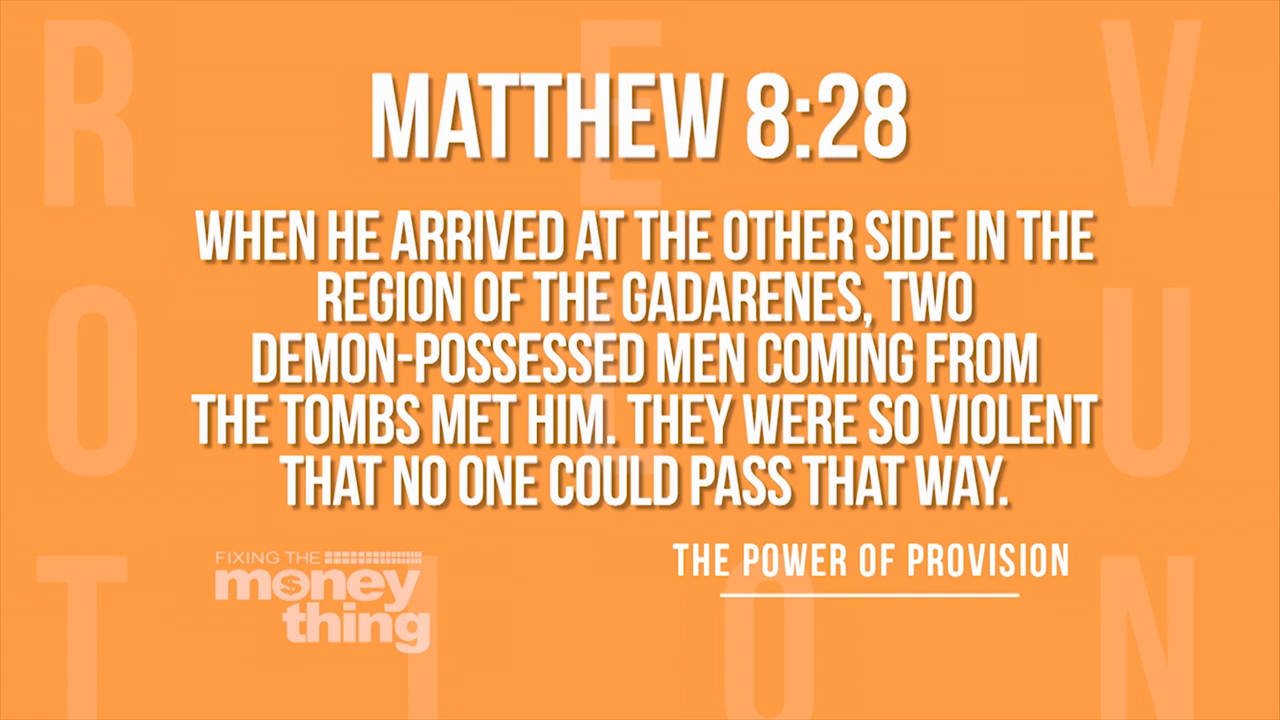 MATTHEW 8:28
WHEN HE ARRIVED AT THE OTHER SIDE IN THE
REGION OF THE GADARENES, TWO
DEMON-POSSESSED MEN COMING FROM
THE TOMBS MET HIM. THEY WERE SO VIOLENT
THAT NO ONE COULD PASS THAT WAY.
FIXING THE
money
thing
THE POWER OF PROVISION
R E V
O L U
T I O N